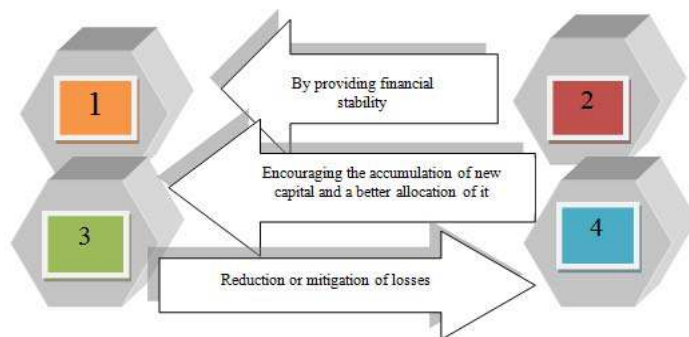 1
2
By providing financial
stability
Encouraging the accumulation of new
capital and a better allocation of it
3
4
Reduction or mitigation of losses